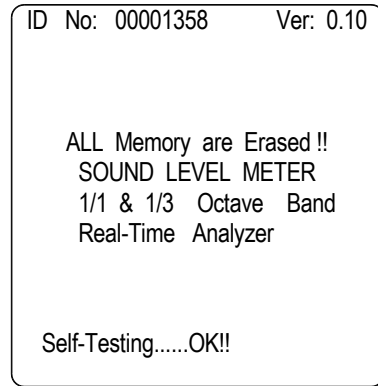 ID No: 00001358 Ver: 0.10
ALL Memory are Erased !!
SOUND LEVEL METER
1/1 & 1/3 Octave Band
Real-Time Analyzer
Self-Testing......OK!!